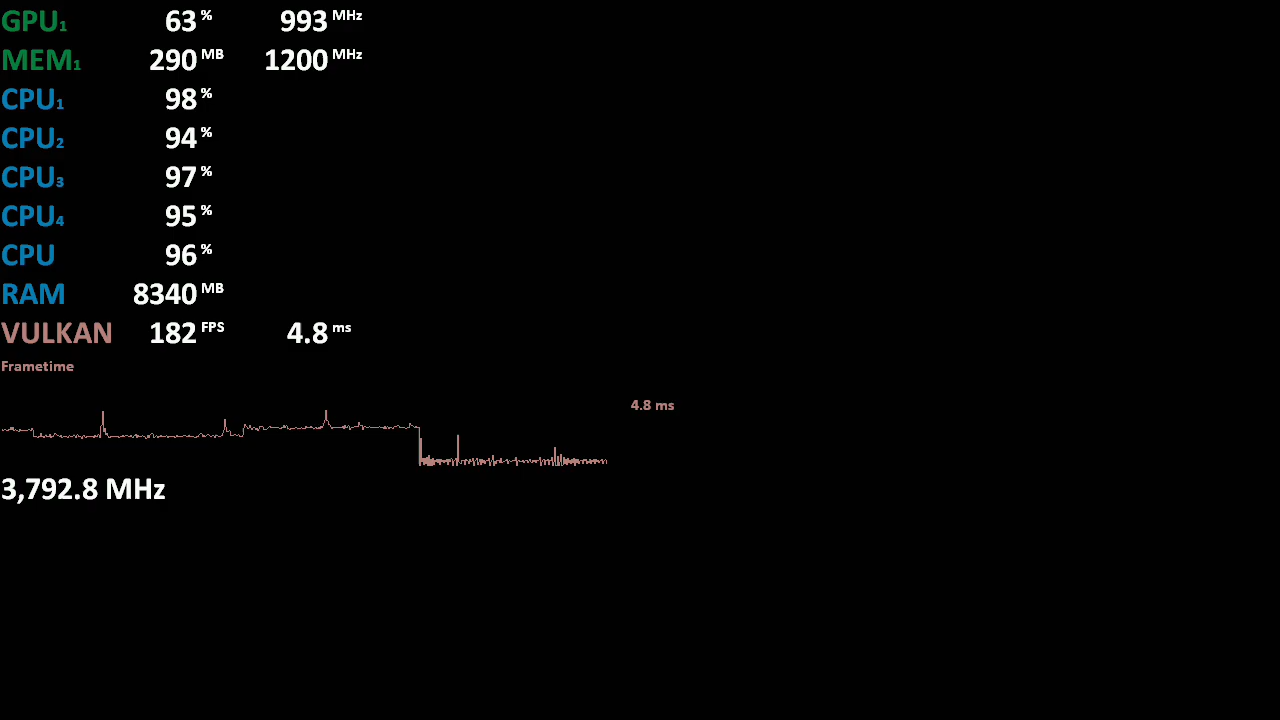 GPU1 63 % 993 MHz
MEM1 290 MB 1200 MHz
CPU1 98 %
CPU2 94 %
CPU3 97 %
CPU4 95 %
CPU 96 %
RAM 8340 MB
VULKAN 182 FPS 4.8 ms
Frametime
4.8 ms
3,792.8 MHz